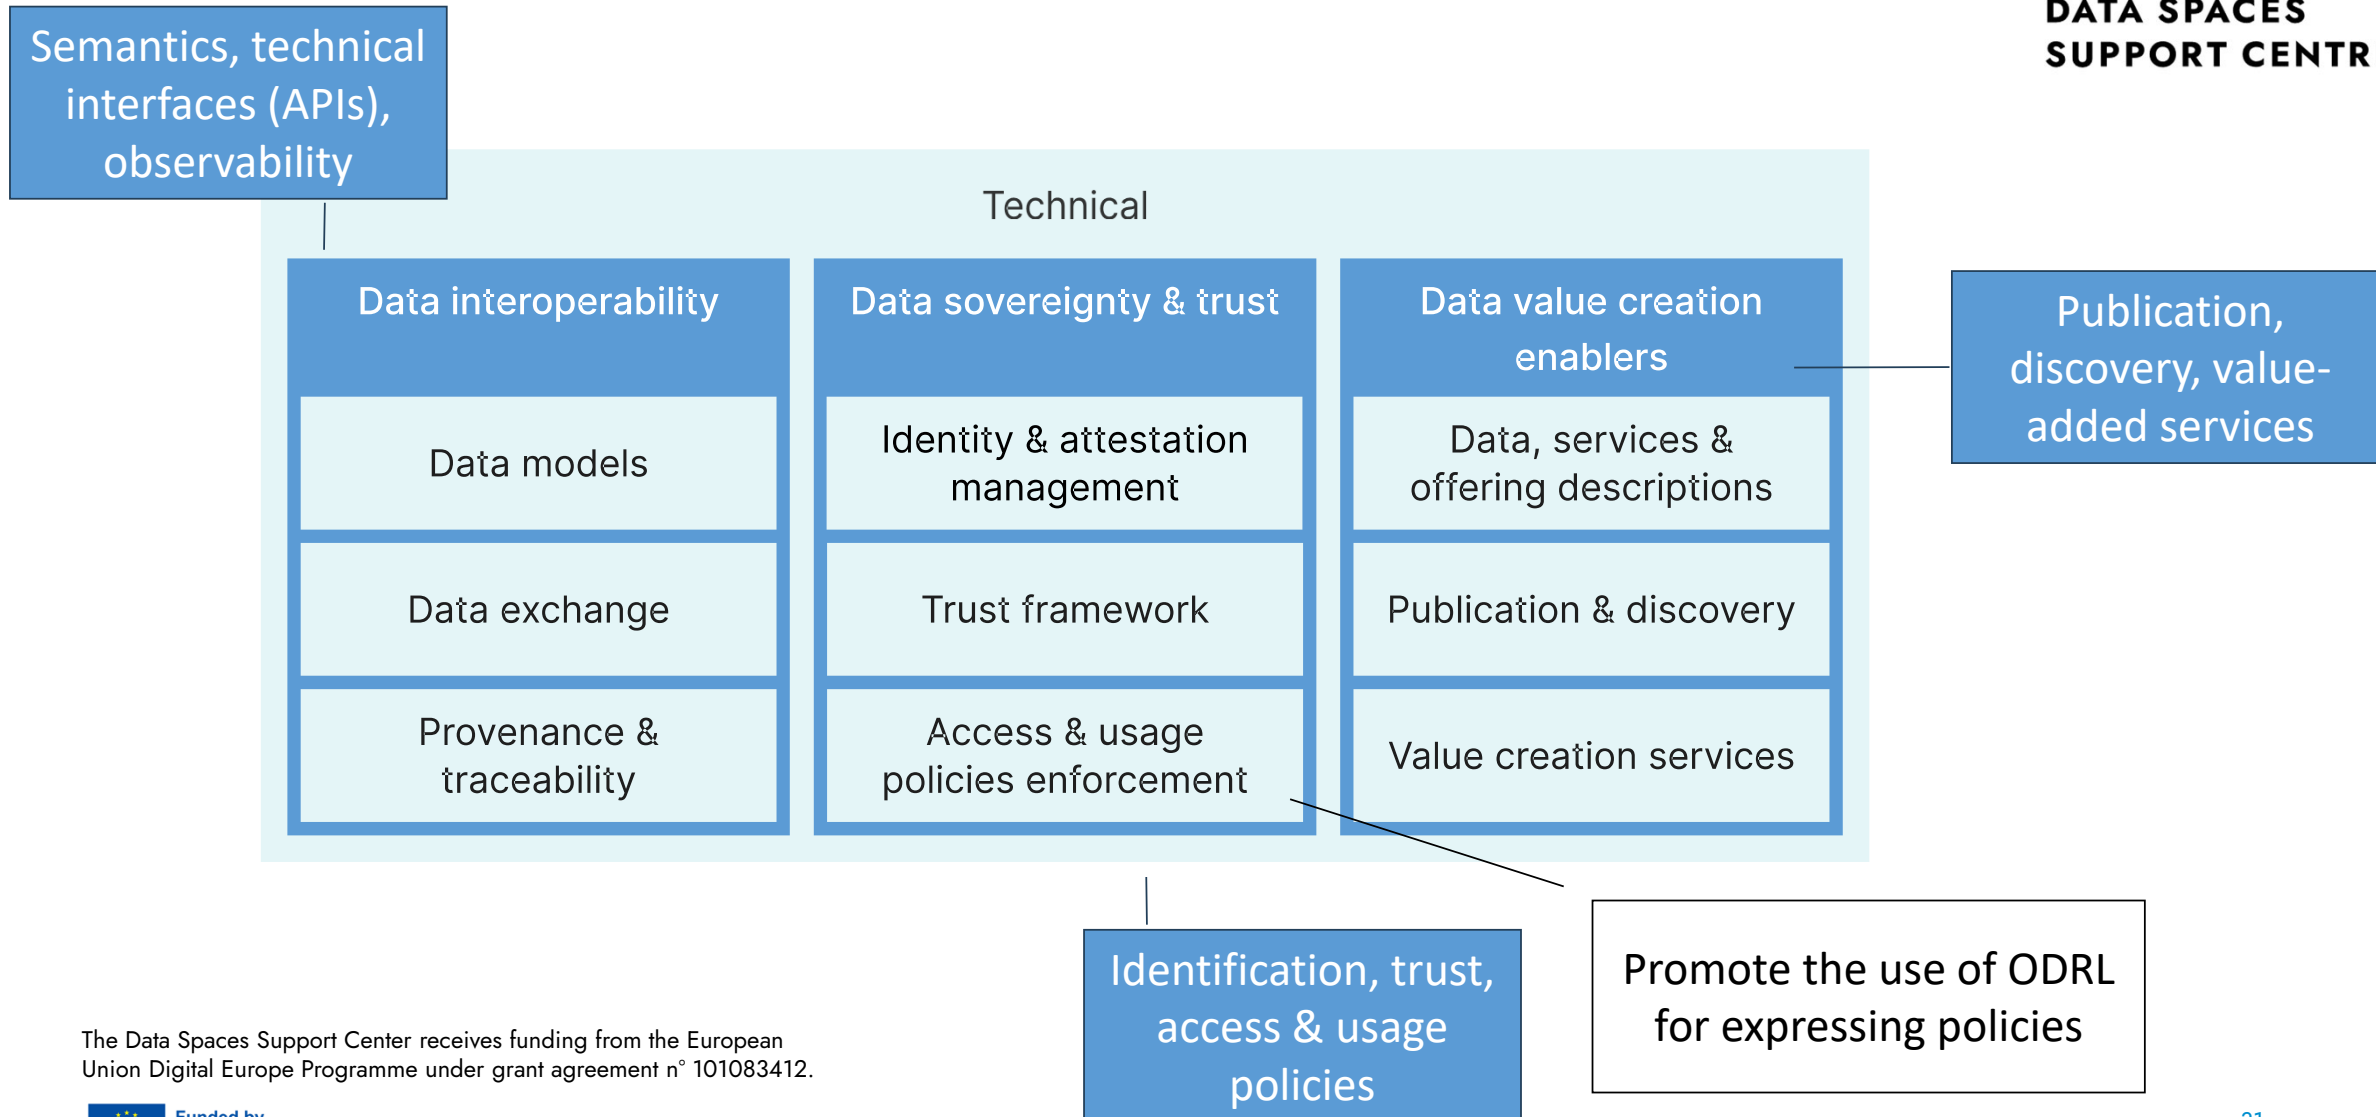 DATA SPACES
SUPPORT CENTR
Semantics, technical
interfaces (APIs),
observability
Technical
Data interoperability
Data models
Data exchange
Provenance &
traceability
Data sovereignty & trust
Identity & attestation
management
Trust framework
Access & usage
policies enforcement
Data value creation
enablers
Data, services &
offering descriptions
Publication & discovery
Value creation services
Publication,
discovery, value-
added services
Identification, trust,
access & usage
policies
Promote the use of ODRL
for expressing policies
The Data Spaces Support Center receives funding from the European
Union Digital Europe Programme under grant agreement n° 101083412.
Funded by